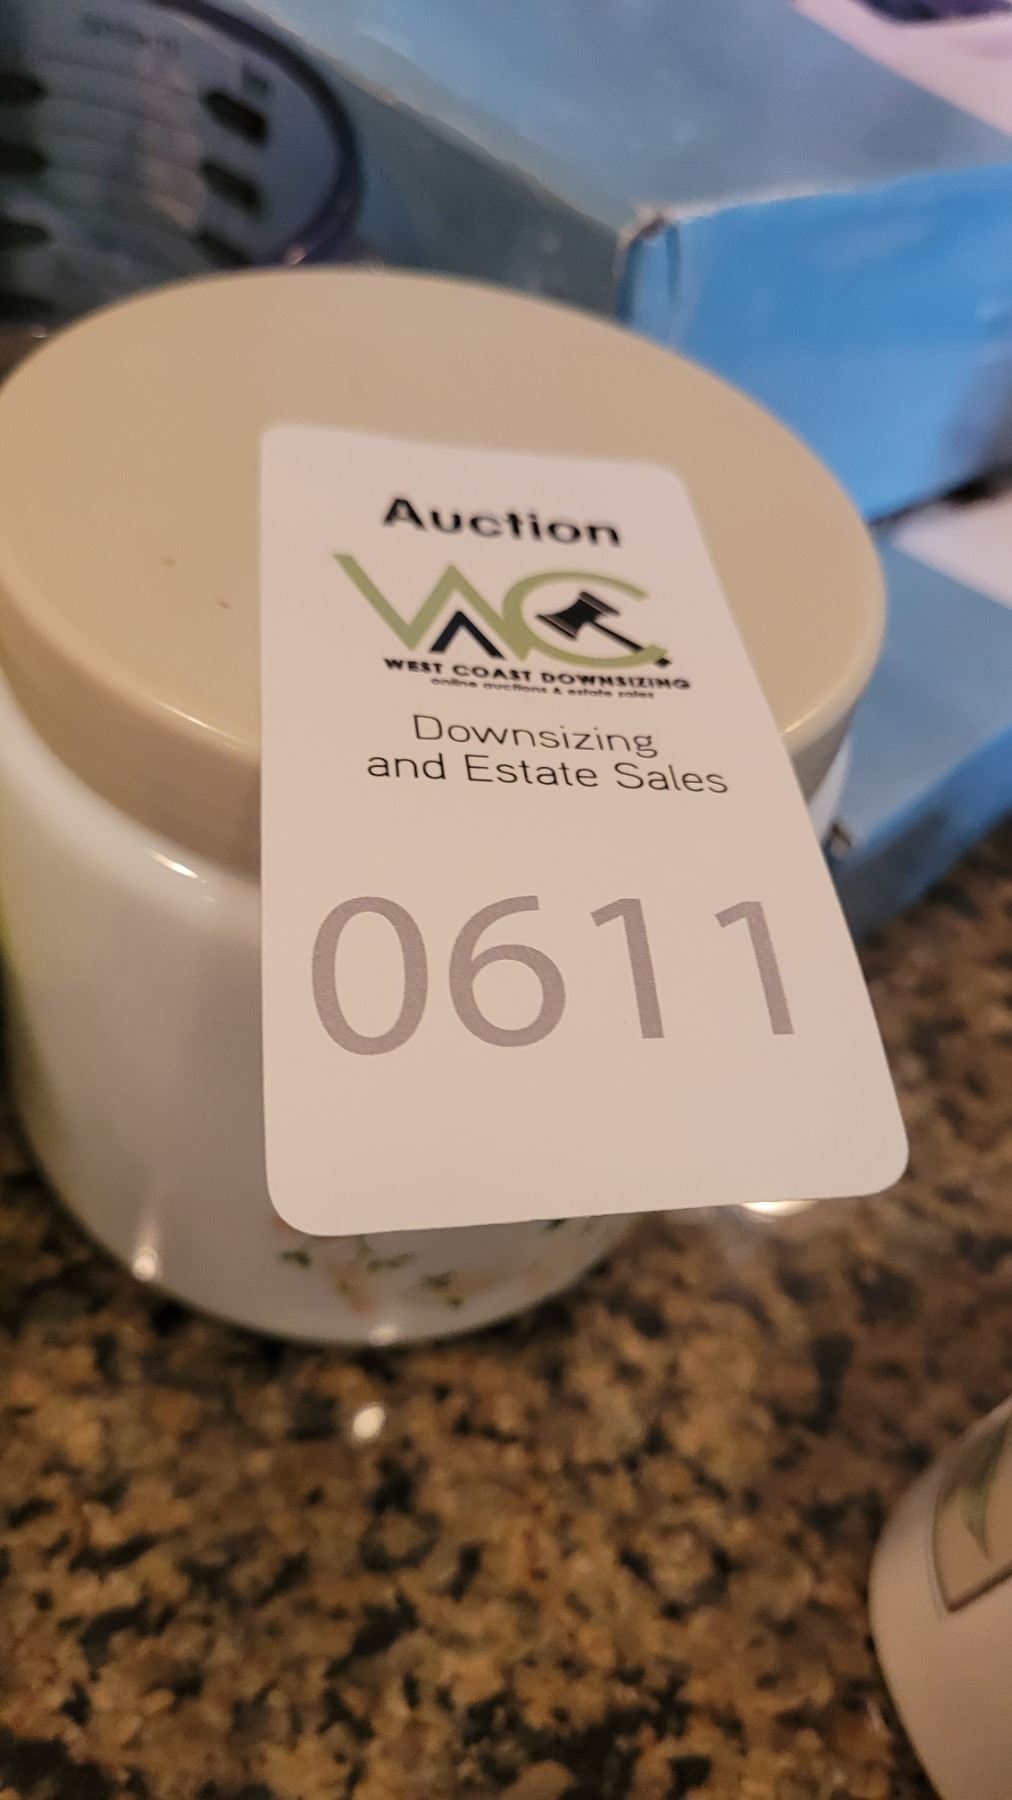 Auction
WC
WEST COAST DOWNSIZING
online auctions & estate sales
Downsizing
and Estate Sales
0611